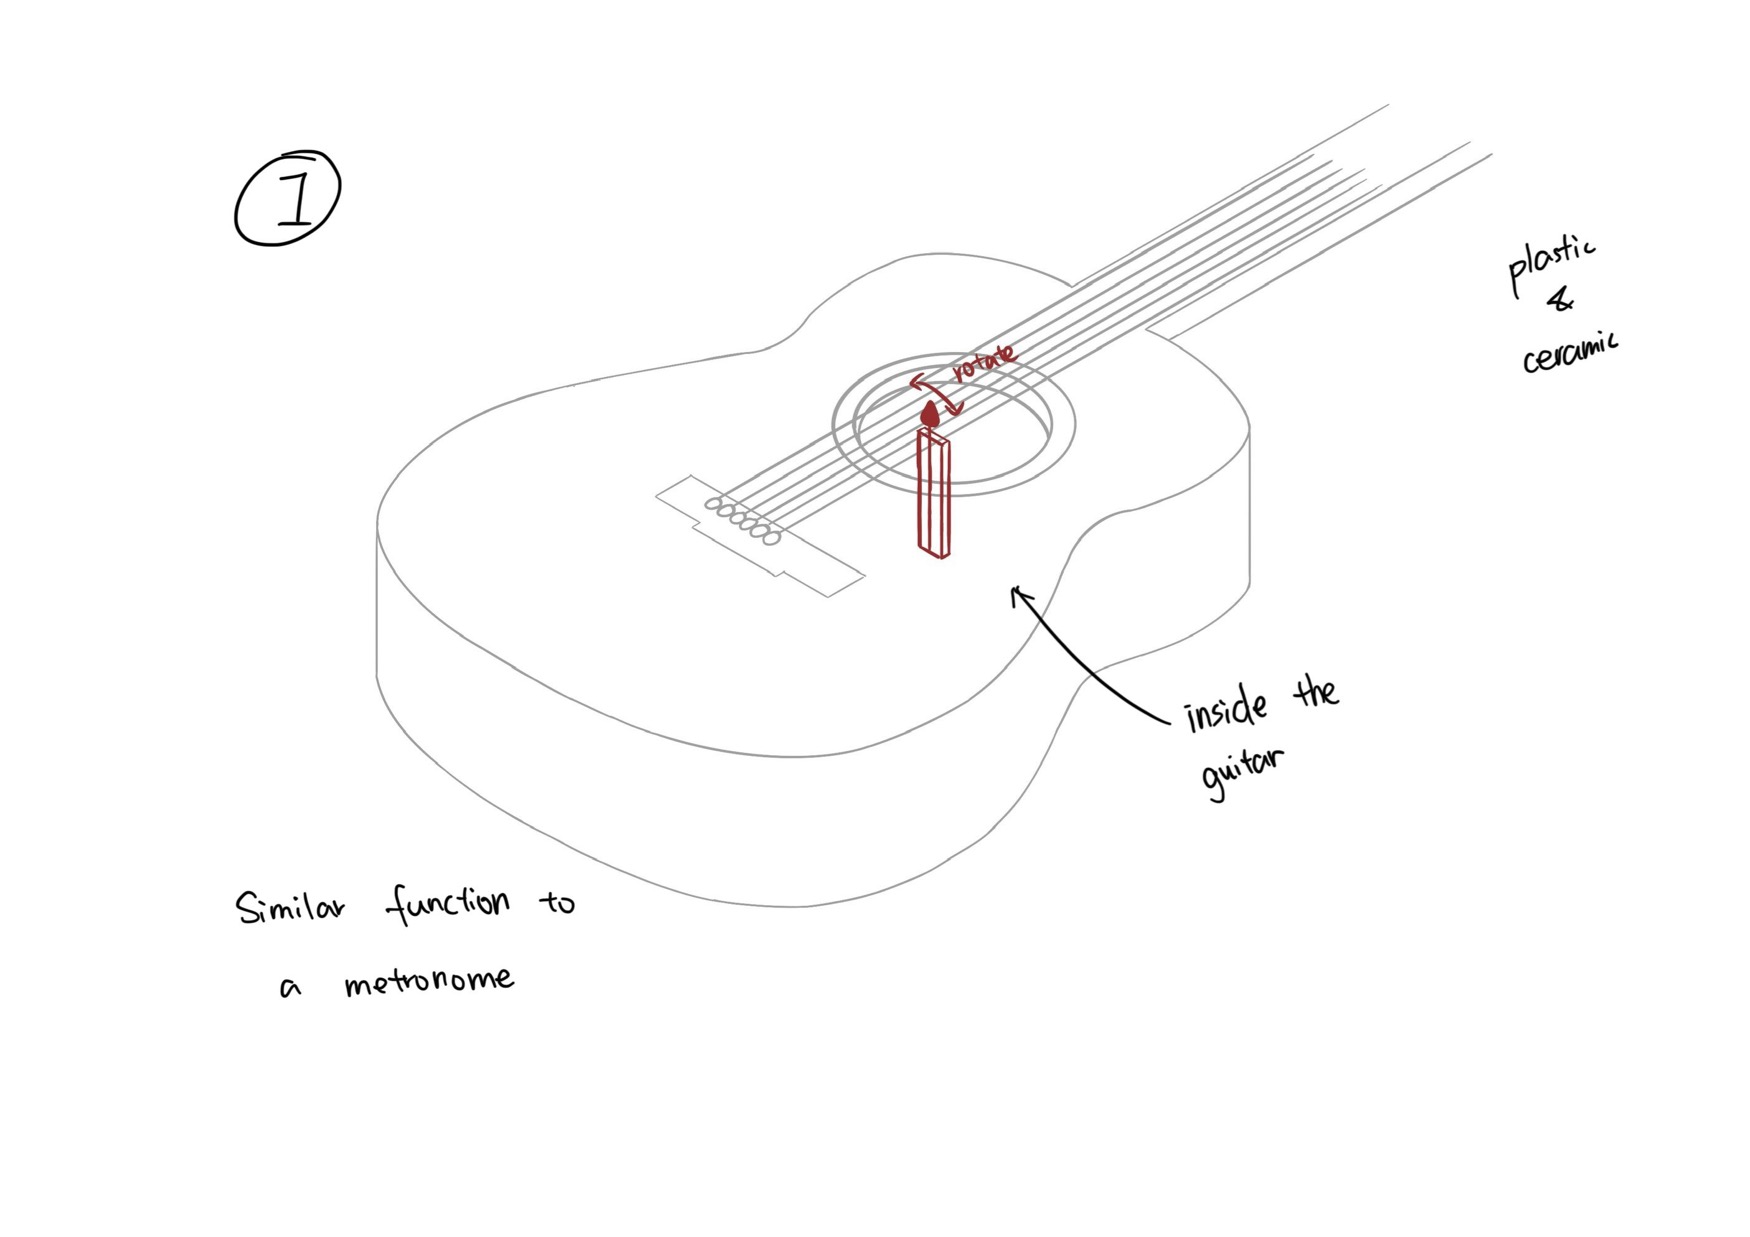 1
rotate
plastic
&
ceramic
inside the
guitar
Similar function to
a metronome